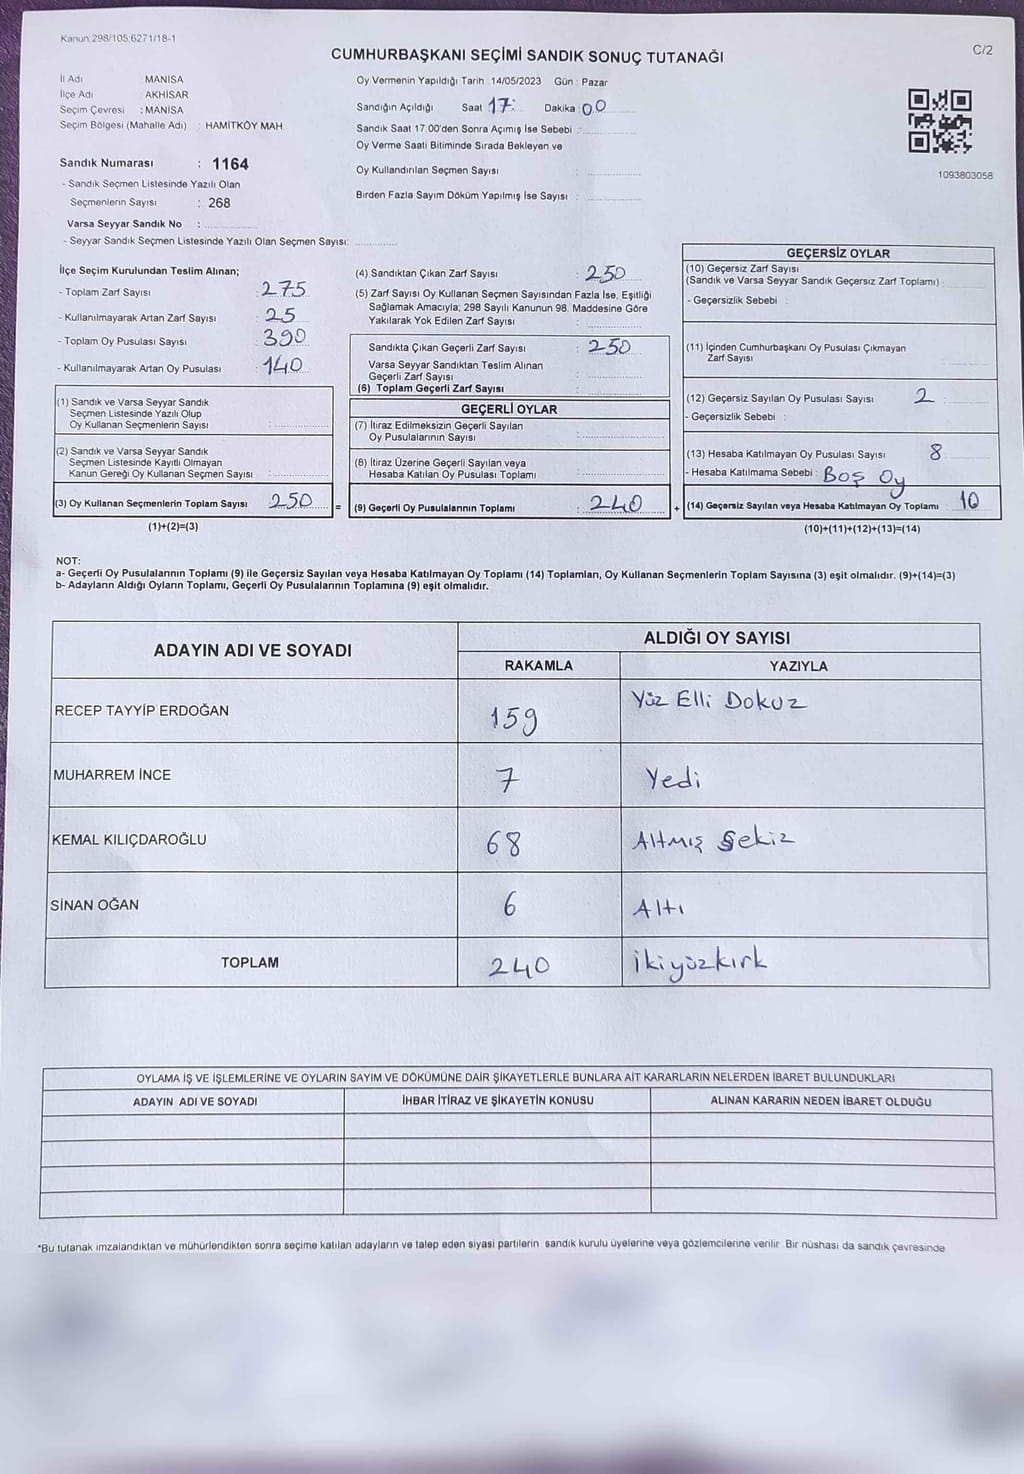 Kanun;298/105;6271/18-1
C/2
CUMHURBAŞKANI SEÇİMİ SANDIK SONUÇ TUTANAĞI
İl Adı MANİSA
İlçe Adı AKHİSAR
Seçim Çevresi : MANİSA
Seçim Bölgesi (Mahalle Adı) : HAMİTKÖY MAH.
Sandık Numarası : 1164
- Sandık Seçmen Listesinde Yazılı Olan
Seçmenlerin Sayısı : 268
Varsa Seyyar Sandık No :
- Seyyar Sandık Seçmen Listesinde Yazılı Olan Seçmen Sayısı:
Oy Vermenin Yapıldığı Tarih : 14/05/2023 Gün : Pazar
Sandığın Açıldığı Saat 17: Dakika 00
Sandık Saat 17:00'den Sonra Açımış İse Sebebi :
Oy Verme Saati Bitiminde Sırada Bekleyen ve
Oy Kullandırılan Seçmen Sayısı :
Birden Fazla Sayım Döküm Yapılmış İse Sayısı :
1093803058
İlçe Seçim Kurulundan Teslim Alınan;
- Toplam Zarf Sayısı : 275
- Kullanılmayarak Artan Zarf Sayısı : 25
- Toplam Oy Pusulası Sayısı : 390
- Kullanılmayarak Artan Oy Pusulası : 140
(1) Sandık ve Varsa Seyyar Sandık
Seçmen Listesinde Yazılı Olup
Oy Kullanan Seçmenlerin Sayısı :
(2) Sandık ve Varsa Seyyar Sandık
Seçmen Listesinde Kayıtlı Olmayan
Kanun Gereği Oy Kullanan Seçmen Sayısı :
(3) Oy Kullanan Seçmenlerin Toplam Sayısı 250 =
(1)+(2)=(3)
(4) Sandıktan Çıkan Zarf Sayısı : 250
(5) Zarf Sayısı Oy Kullanan Seçmen Sayısından Fazla İse, Eşitliği
Sağlamak Amacıyla; 298 Sayılı Kanunun 98. Maddesine Göre
Yakılarak Yok Edilen Zarf Sayısı :
Sandıkta Çıkan Geçerli Zarf Sayısı : 250
Varsa Seyyar Sandıktan Teslim Alınan
Geçerli Zarf Sayısı :
(6) Toplam Geçerli Zarf Sayısı :
GEÇERLİ OYLAR
(7) İtiraz Edilmeksizin Geçerli Sayılan
Oy Pusulalarının Sayısı :
(8) İtiraz Üzerine Geçerli Sayılan veya
Hesaba Katılan Oy Pusulası Toplamı :
(9) Geçerli Oy Pusulalarının Toplamı : 240 +
GEÇERSİZ OYLAR
(10) Geçersiz Zarf Sayısı
(Sandık ve Varsa Seyyar Sandık Geçersiz Zarf Toplamı) :
- Geçersizlik Sebebi :
(11) İçinden Cumhurbaşkanı Oy Pusulası Çıkmayan
Zarf Sayısı
(12) Geçersiz Sayılan Oy Pusulası Sayısı 2
- Geçersizlik Sebebi :
(13) Hesaba Katılmayan Oy Pusulası Sayısı 8
- Hesaba Katılmama Sebebi : Boş Oy
(14) Geçersiz Sayılan veya Hesaba Katılmayan Oy Toplamı : 10
(10)+(11)+(12)+(13)=(14)
NOT:
a- Geçerli Oy Pusulalarının Toplamı (9) ile Geçersiz Sayılan veya Hesaba Katılmayan Oy Toplamı (14) Toplamları, Oy Kullanan Seçmenlerin Toplam Sayısına (3) eşit olmalıdır. (9)+(14)=(3)
b- Adayların Aldığı Oyların Toplamı, Geçerli Oy Pusulalarının Toplamına (9) eşit olmalıdır.
ADAYIN ADI VE SOYADI
ALDIĞI OY SAYISI
RAKAMLA YAZIYLA
RECEP TAYYİP ERDOĞAN 159 Yüz Elli Dokuz
MUHARREM İNCE 7 Yedi
KEMAL KILIÇDAROĞLU 68 Altmış Şekiz
SİNAN OĞAN 6 Altı
TOPLAM 240 ikiyüzkırk
OYLAMA İŞ VE İŞLEMLERİNE VE OYLARIN SAYIM VE DÖKÜMÜNE DAİR ŞİKAYETLERLE BUNLARA AİT KARARLARIN NELERDEN İBARET BULUNDUKLARI
ADAYIN ADI VE SOYADI İHBAR İTİRAZ VE ŞİKAYETİN KONUSU ALINAN KARARIN NEDEN İBARET OLDUĞU
*Bu tutanak imzalandıktan ve mühürlendikten sonra seçime katılan adayların ve talep eden siyasi partilerin sandık kurulu üyelerine veya gözlemcilerine verilir. Bir nüshası da sandık çevresinde